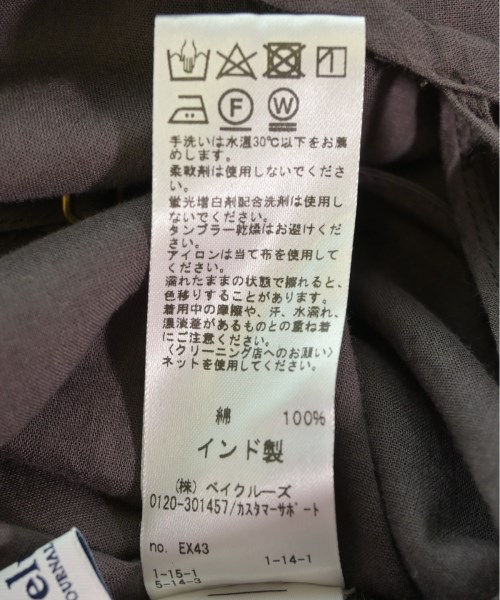 F
W
手洗いは水温30℃以下をお薦
めします。
柔軟剤は使用しないでくださ
い。
蛍光増白剤配合洗剤は使用し
ないでください。
タンブラー乾燥はお避けくだ
さい。
アイロンは当て布を使用して
ください。
濡れたままの状態で擦れると、
色移りすることがあります。
着用中の摩擦や、汗、水濡れ、
濃淡差があるものとの重ね着
にご注意ください。
〈クリーニング店へのお願い〉
ネットを使用してください。
綿 100%
インド製
(株) ベイクルーズ
0120-301457/カスタマーサポート
no. EX43
1-14-1
1-15-1
5-14-3
el
OURNAL